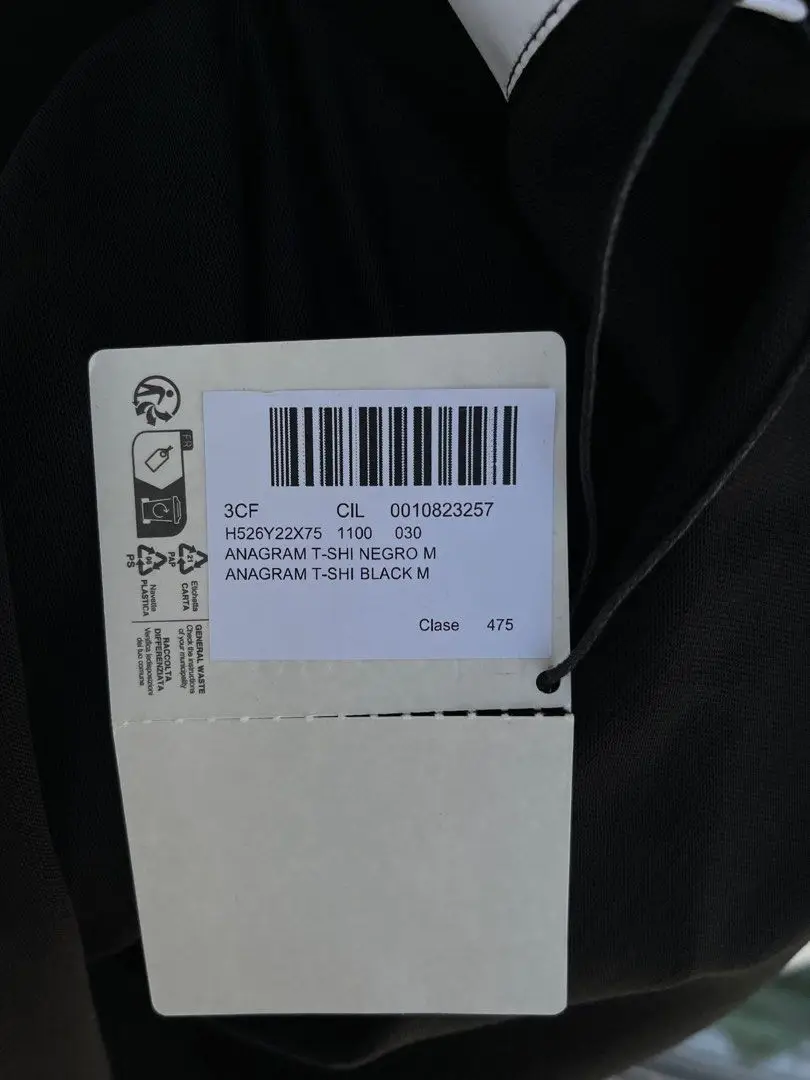 3CF CIL 0010823257
H526Y22X75 1100 030
ANAGRAM T-SHI NEGRO M
ANAGRAM T-SHI BLACK M
Clase 475
FR
21
PAP
Etichetta
CARTA
PS
Navetta
PLASTICA
GENERAL WASTE
Check the instructions
of your municipality
RACCOLTA
DIFFERENZIATA
Verifica le disposizioni
del tuo comune